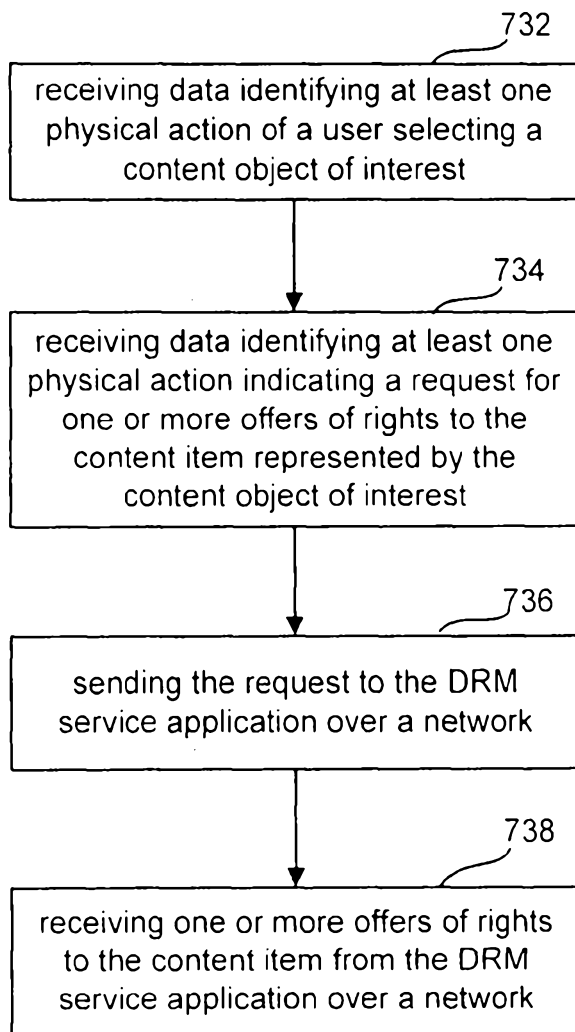 732
receiving data identifying at least one
physical action of a user selecting a
content object of interest
734
receiving data identifying at least one
physical action indicating a request for
one or more offers of rights to the
content item represented by the
content object of interest
736
sending the request to the DRM
service application over a network
738
receiving one or more offers of rights
to the content item from the DRM
service application over a network